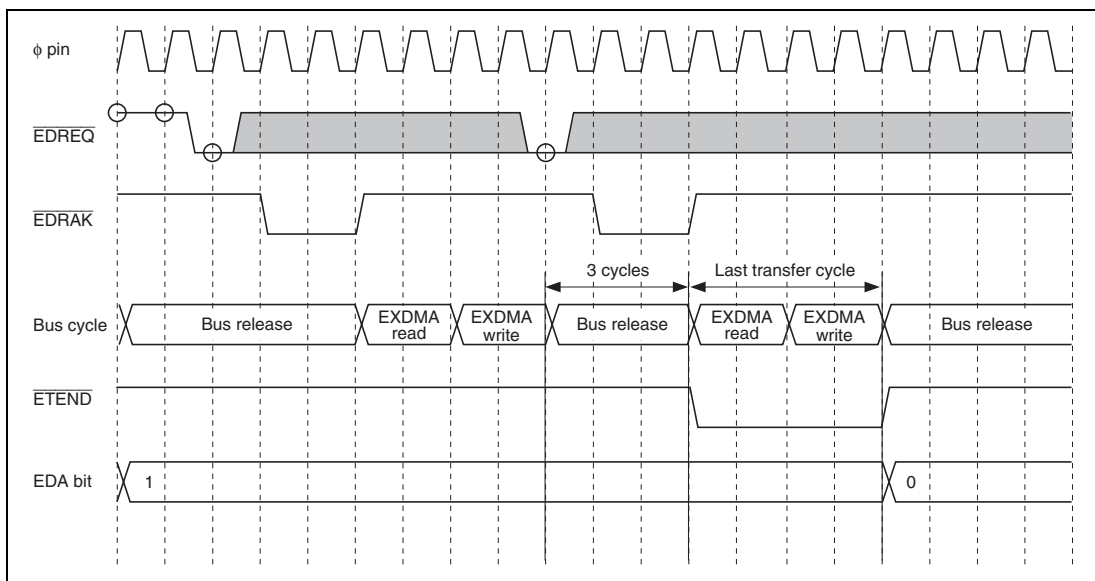 φ pin
EDREQ
EDRAK
3 cycles
Last transfer cycle
Bus cycle
Bus release
EXDMA
read
EXDMA
write
Bus release
EXDMA
read
EXDMA
write
Bus release
ETEND
EDA bit
1
0